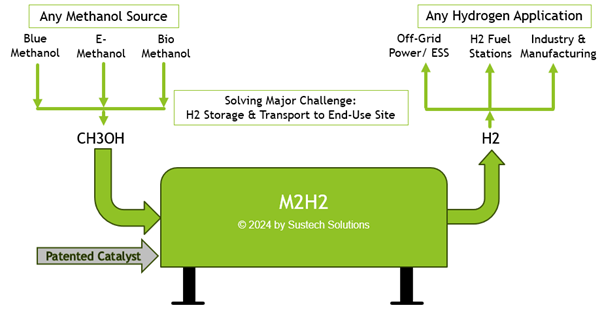 Any Methanol Source
Blue
Methanol
E-
Methanol
Bio
Methanol
CH3OH
Solving Major Challenge:
H2 Storage & Transport to End-Use Site
Any Hydrogen Application
Off-Grid
Power/ ESS
H2 Fuel
Stations
Industry &
Manufacturing
H2
M2H2
© 2024 by Sustech Solutions
Patented Catalyst